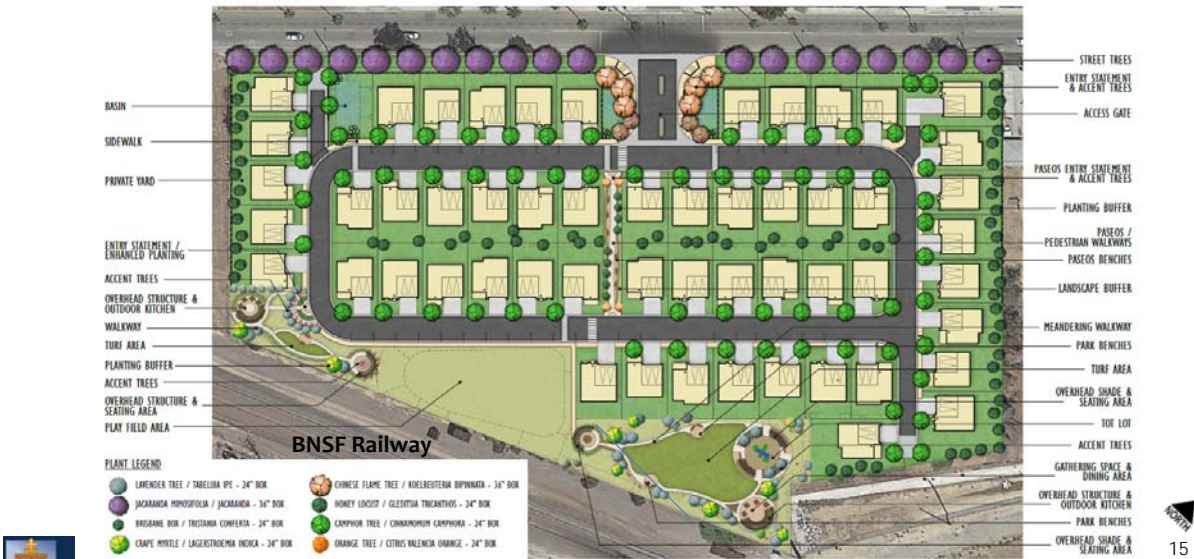 BASIN
SIDEWALK
PRIVATE YARD
ENTRY STATEMENT /
ENHANCED PLANTING
ACCENT TREES
OVERHEAD STRUCTURE &
OUTDOOR KITCHEN
WALKWAY
TURF AREA
PLANTING BUFFER
ACCENT TREES
OVERHEAD STRUCTURE &
SEATING AREA
PLAY FIELD AREA
BNSF Railway
STREET TREES
ENTRY STATEMENT
& ACCENT TREES
ACCESS GATE
PASEOS ENTRY STATEMENT
& ACCENT TREES
PLANTING BUFFER
PASEOS /
PEDESTRIAN WALKWAYS
PASEOS BENCHES
LANDSCAPE BUFFER
MEANDERING WALKWAY
PARK BENCHES
TURF AREA
OVERHEAD SHADE &
SEATING AREA
TOT LOT
ACCENT TREES
GATHERING SPACE &
DINING AREA
OVERHEAD STRUCTURE &
OUTDOOR KITCHEN
PARK BENCHES
OVERHEAD SHADE &
SEATING AREA
PLANT LEGEND
LAVENDER TREE / TABELUIA IPE - 24" BOX
JACARANDA MIMOSIFOLIA / JACARANDA - 36" BOX
BRISBANE BOX / TRISTANIA CONFERTA - 24" BOX
CRAPE MYRTLE / LAGERSTROEMIA INDICA - 24" BOX
CHINESE FLAME TREE / KOELREUTERIA BIPINNATA - 36" BOX
HONEY LOCUST / GLEDITSIA TRICANTHOS - 24" BOX
CAMPHOR TREE / CINNAMOMUM CAMPHORA - 24" BOX
ORANGE TREE / CITRUS VALENCIA ORANGE - 24" BOX
NORTH
15